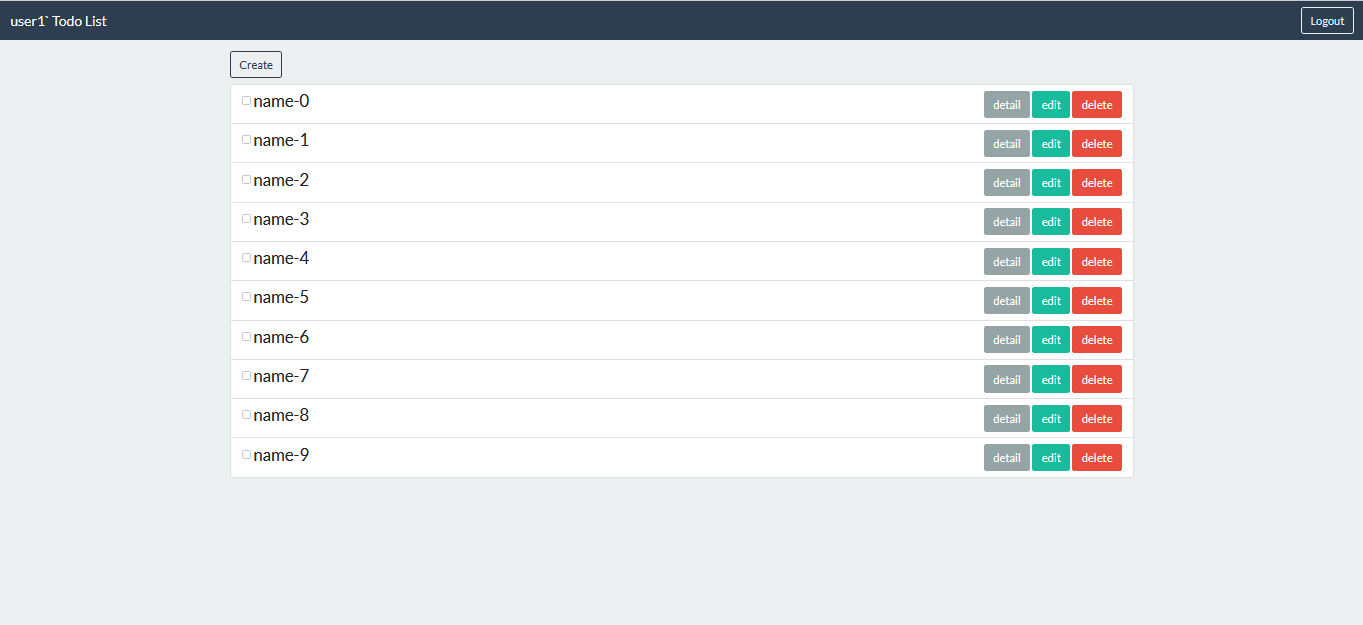 user1` Todo List Logout
Create
name-0 detail edit delete
name-1 detail edit delete
name-2 detail edit delete
name-3 detail edit delete
name-4 detail edit delete
name-5 detail edit delete
name-6 detail edit delete
name-7 detail edit delete
name-8 detail edit delete
name-9 detail edit delete